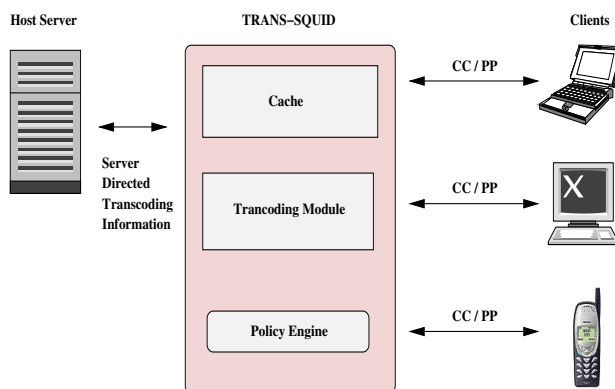 Host Server
TRANS-SQUID
Clients
Cache
CC / PP
Server
Directed
Transcoding
Information
Trancoding Module
CC / PP
X
Policy Engine
CC / PP